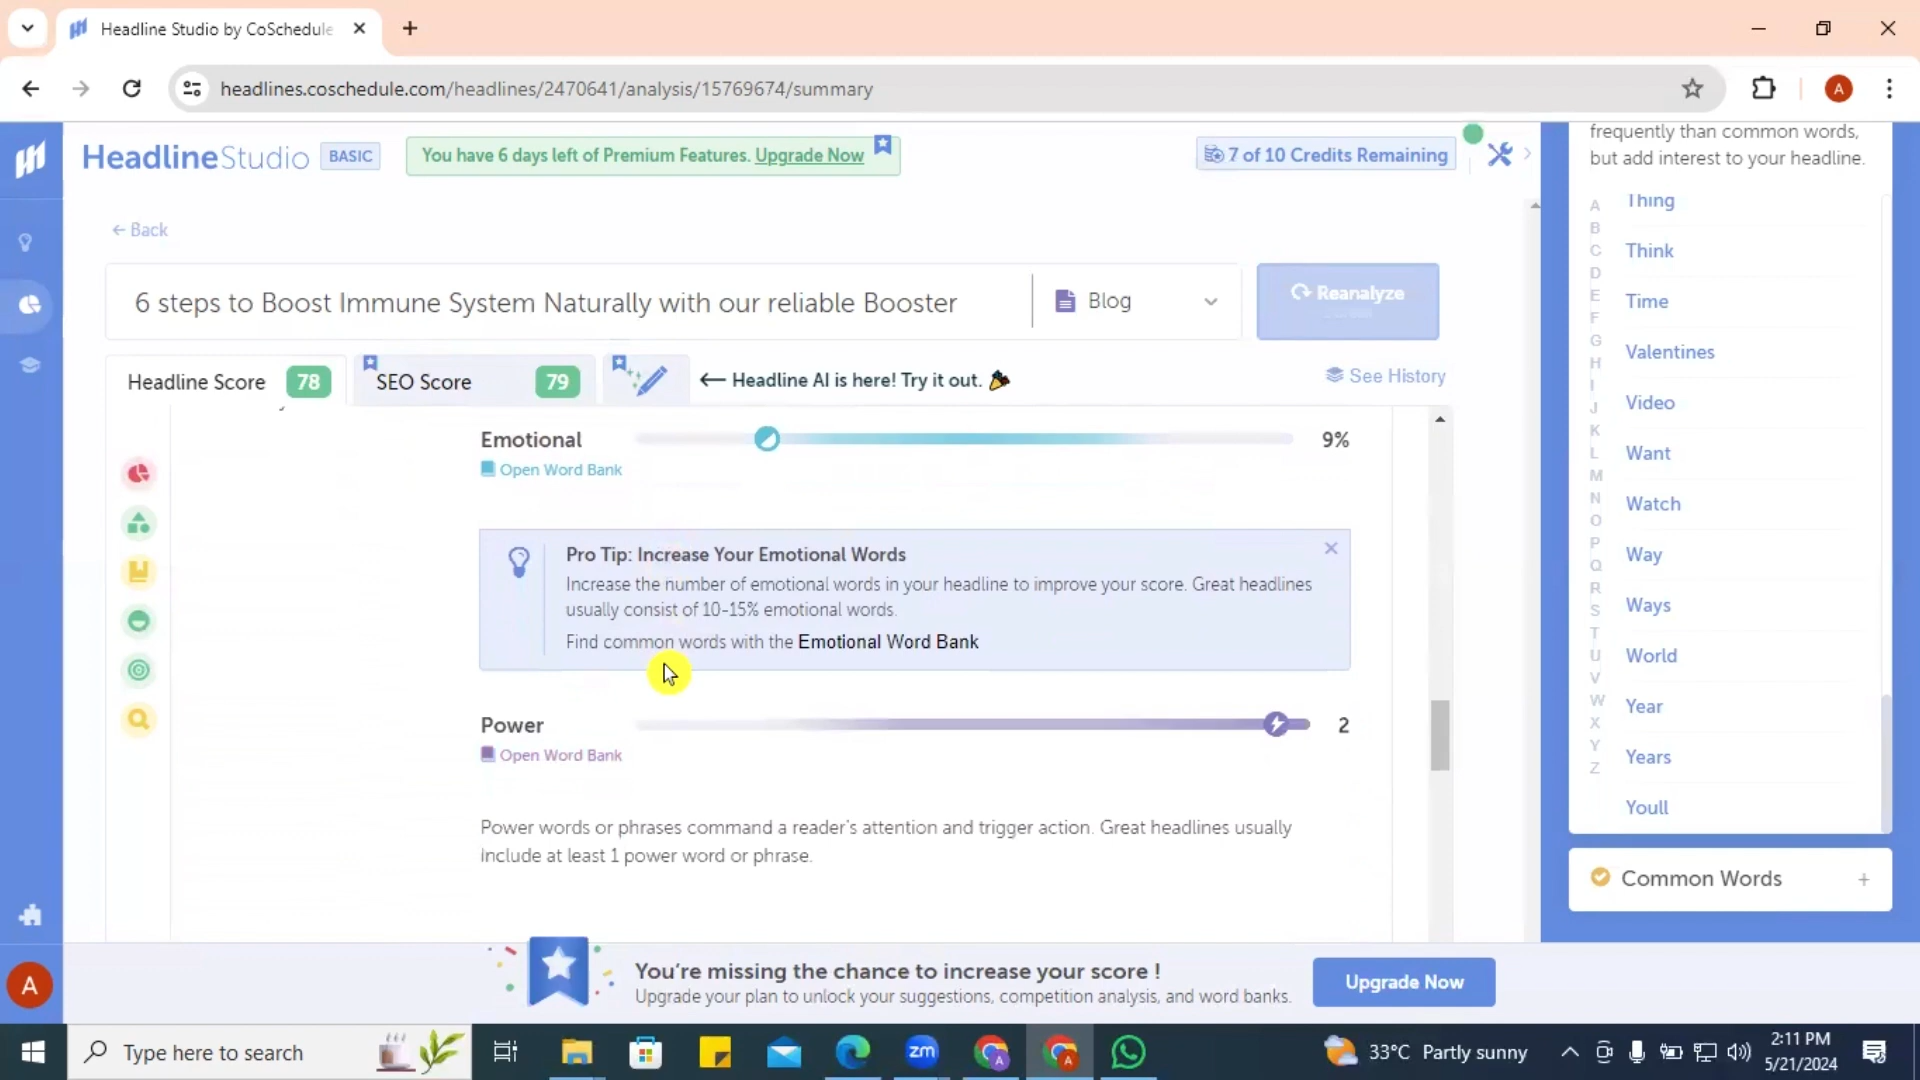 Headline Studio by CoSchedule
headlines.coschedule.com/headlines/2470641/analysis/15769674/summary
A
HeadlineStudio BASIC
You have 6 days left of Premium Features. Upgrade Now
7 of 10 Credits Remaining
← Back
6 steps to Boost Immune System Naturally with our reliable Booster
Blog
Reanalyze
Headline Score 78
SEO Score 79
← Headline AI is here! Try it out.
See History
Emotional
9%
Open Word Bank
Pro Tip: Increase Your Emotional Words
Increase the number of emotional words in your headline to improve your score. Great headlines
usually consist of 10-15% emotional words.
Find common words with the Emotional Word Bank
Power
2
Open Word Bank
Power words or phrases command a reader's attention and trigger action. Great headlines usually
include at least 1 power word or phrase.
frequently than common words,
but add interest to your headline.
A
B
C
D
E
F
G
H
I
J
K
L
M
N
O
P
Q
R
S
T
U
V
W
X
Y
Z
Thing
Think
Time
Valentines
Video
Want
Watch
Way
Ways
World
Year
Years
Youll
Common Words +
You're missing the chance to increase your score !
Upgrade your plan to unlock your suggestions, competition analysis, and word banks.
Upgrade Now
A
Type here to search
zm
A
A
33°C Partly sunny
2:11 PM
5/21/2024